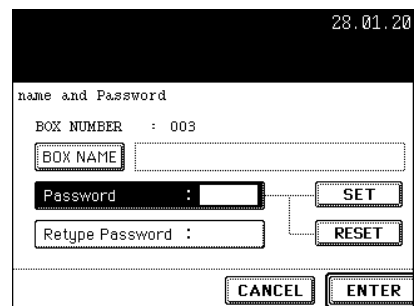 28.01.20
name and Password
BOX NUMBER : 003
BOX NAME
Password : SET
Retype Password : RESET
CANCEL ENTER